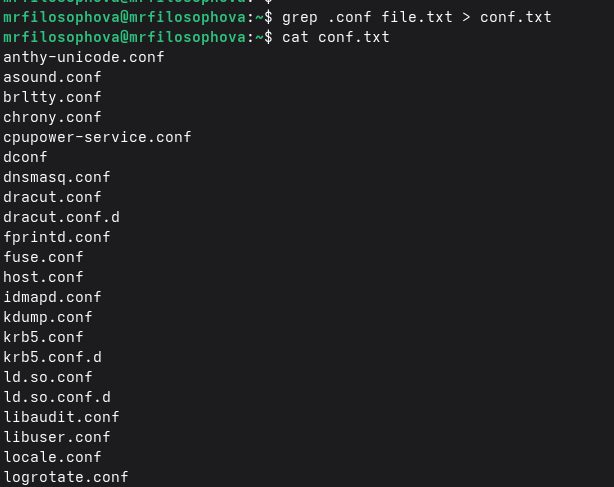 mrfilosophova@mrfilosophova:~$ grep .conf file.txt > conf.txt
mrfilosophova@mrfilosophova:~$ cat conf.txt
anthy-unicode.conf
asound.conf
brltty.conf
chrony.conf
cpupower-service.conf
dconf
dnsmasq.conf
dracut.conf
dracut.conf.d
fprintd.conf
fuse.conf
host.conf
idmapd.conf
kdump.conf
krb5.conf
krb5.conf.d
ld.so.conf
ld.so.conf.d
libaudit.conf
libuser.conf
locale.conf
logrotate.conf